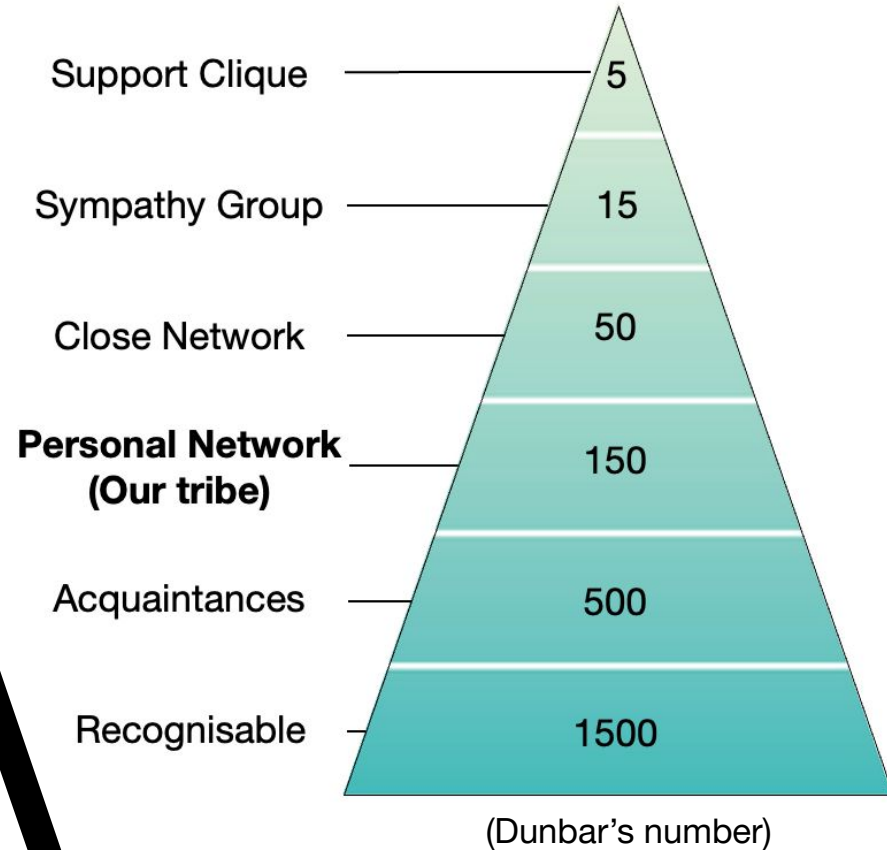 Support Clique
5
Sympathy Group
15
Close Network
50
Personal Network
(Our tribe)
150
Acquaintances
500
Recognisable
1500
(Dunbar’s number)